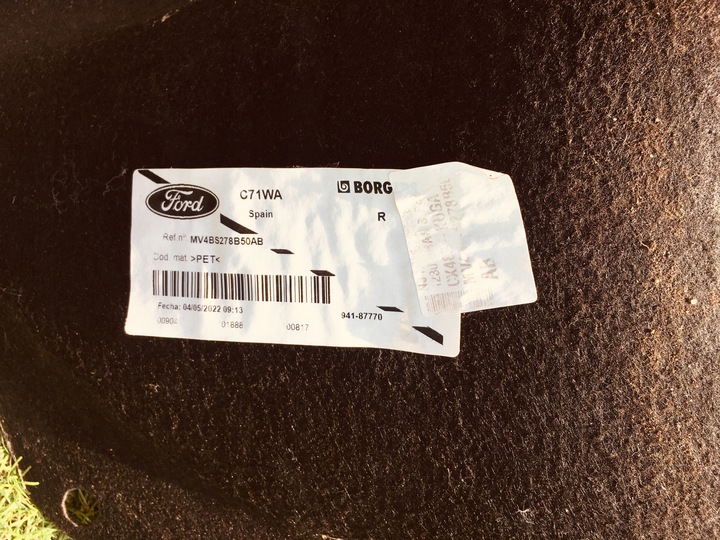 Ford
C71WA
BORG
Spain
R
Ref. nº MV4BS278B50AB
Cod. mat. >PET<
Fecha: 04/05/2022 09:13
941-87770
00904 01888 00817